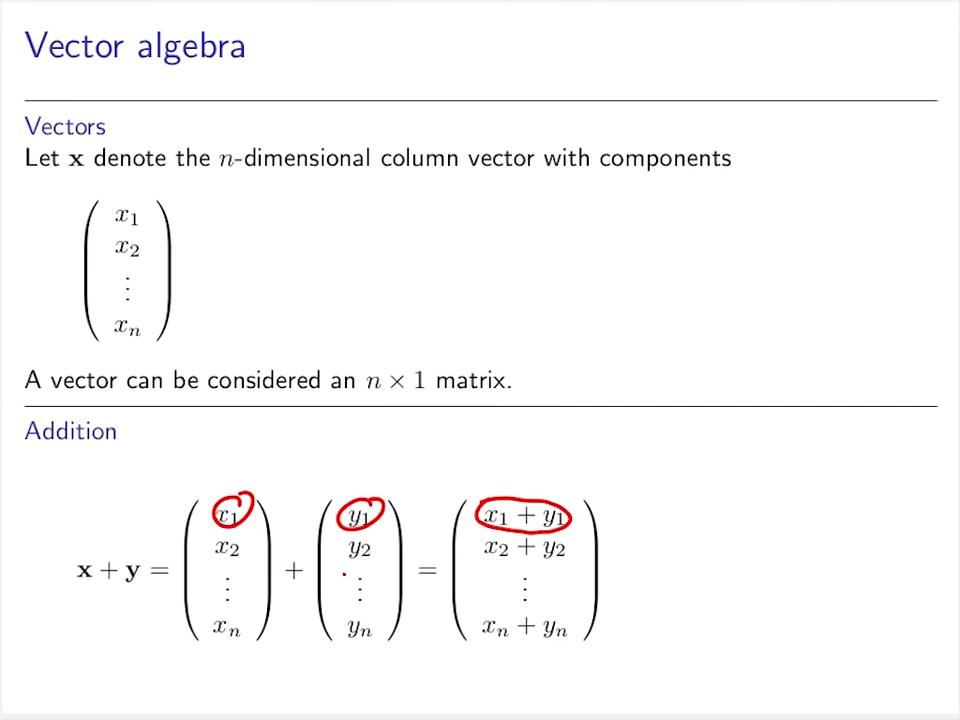 Vector algebra
Vectors
Let x denote the n-dimensional column vector with components
x₁
x₂
⋮
xₙ
A vector can be considered an n × 1 matrix.
Addition
x + y = ( x₁ x₂ ⋮ xₙ ) + ( y₁ y₂ ⋮ yₙ ) = ( x₁ + y₁ x₂ + y₂ ⋮ xₙ + yₙ )